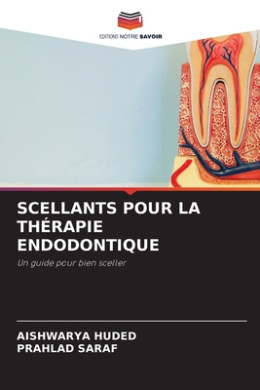 EDITIONS NOTRE SAVOIR
SCELLANTS POUR LA
THÉRAPIE
ENDODONTIQUE
Un guide pour bien sceller
AISHWARYA HUDED
PRAHLAD SARAF